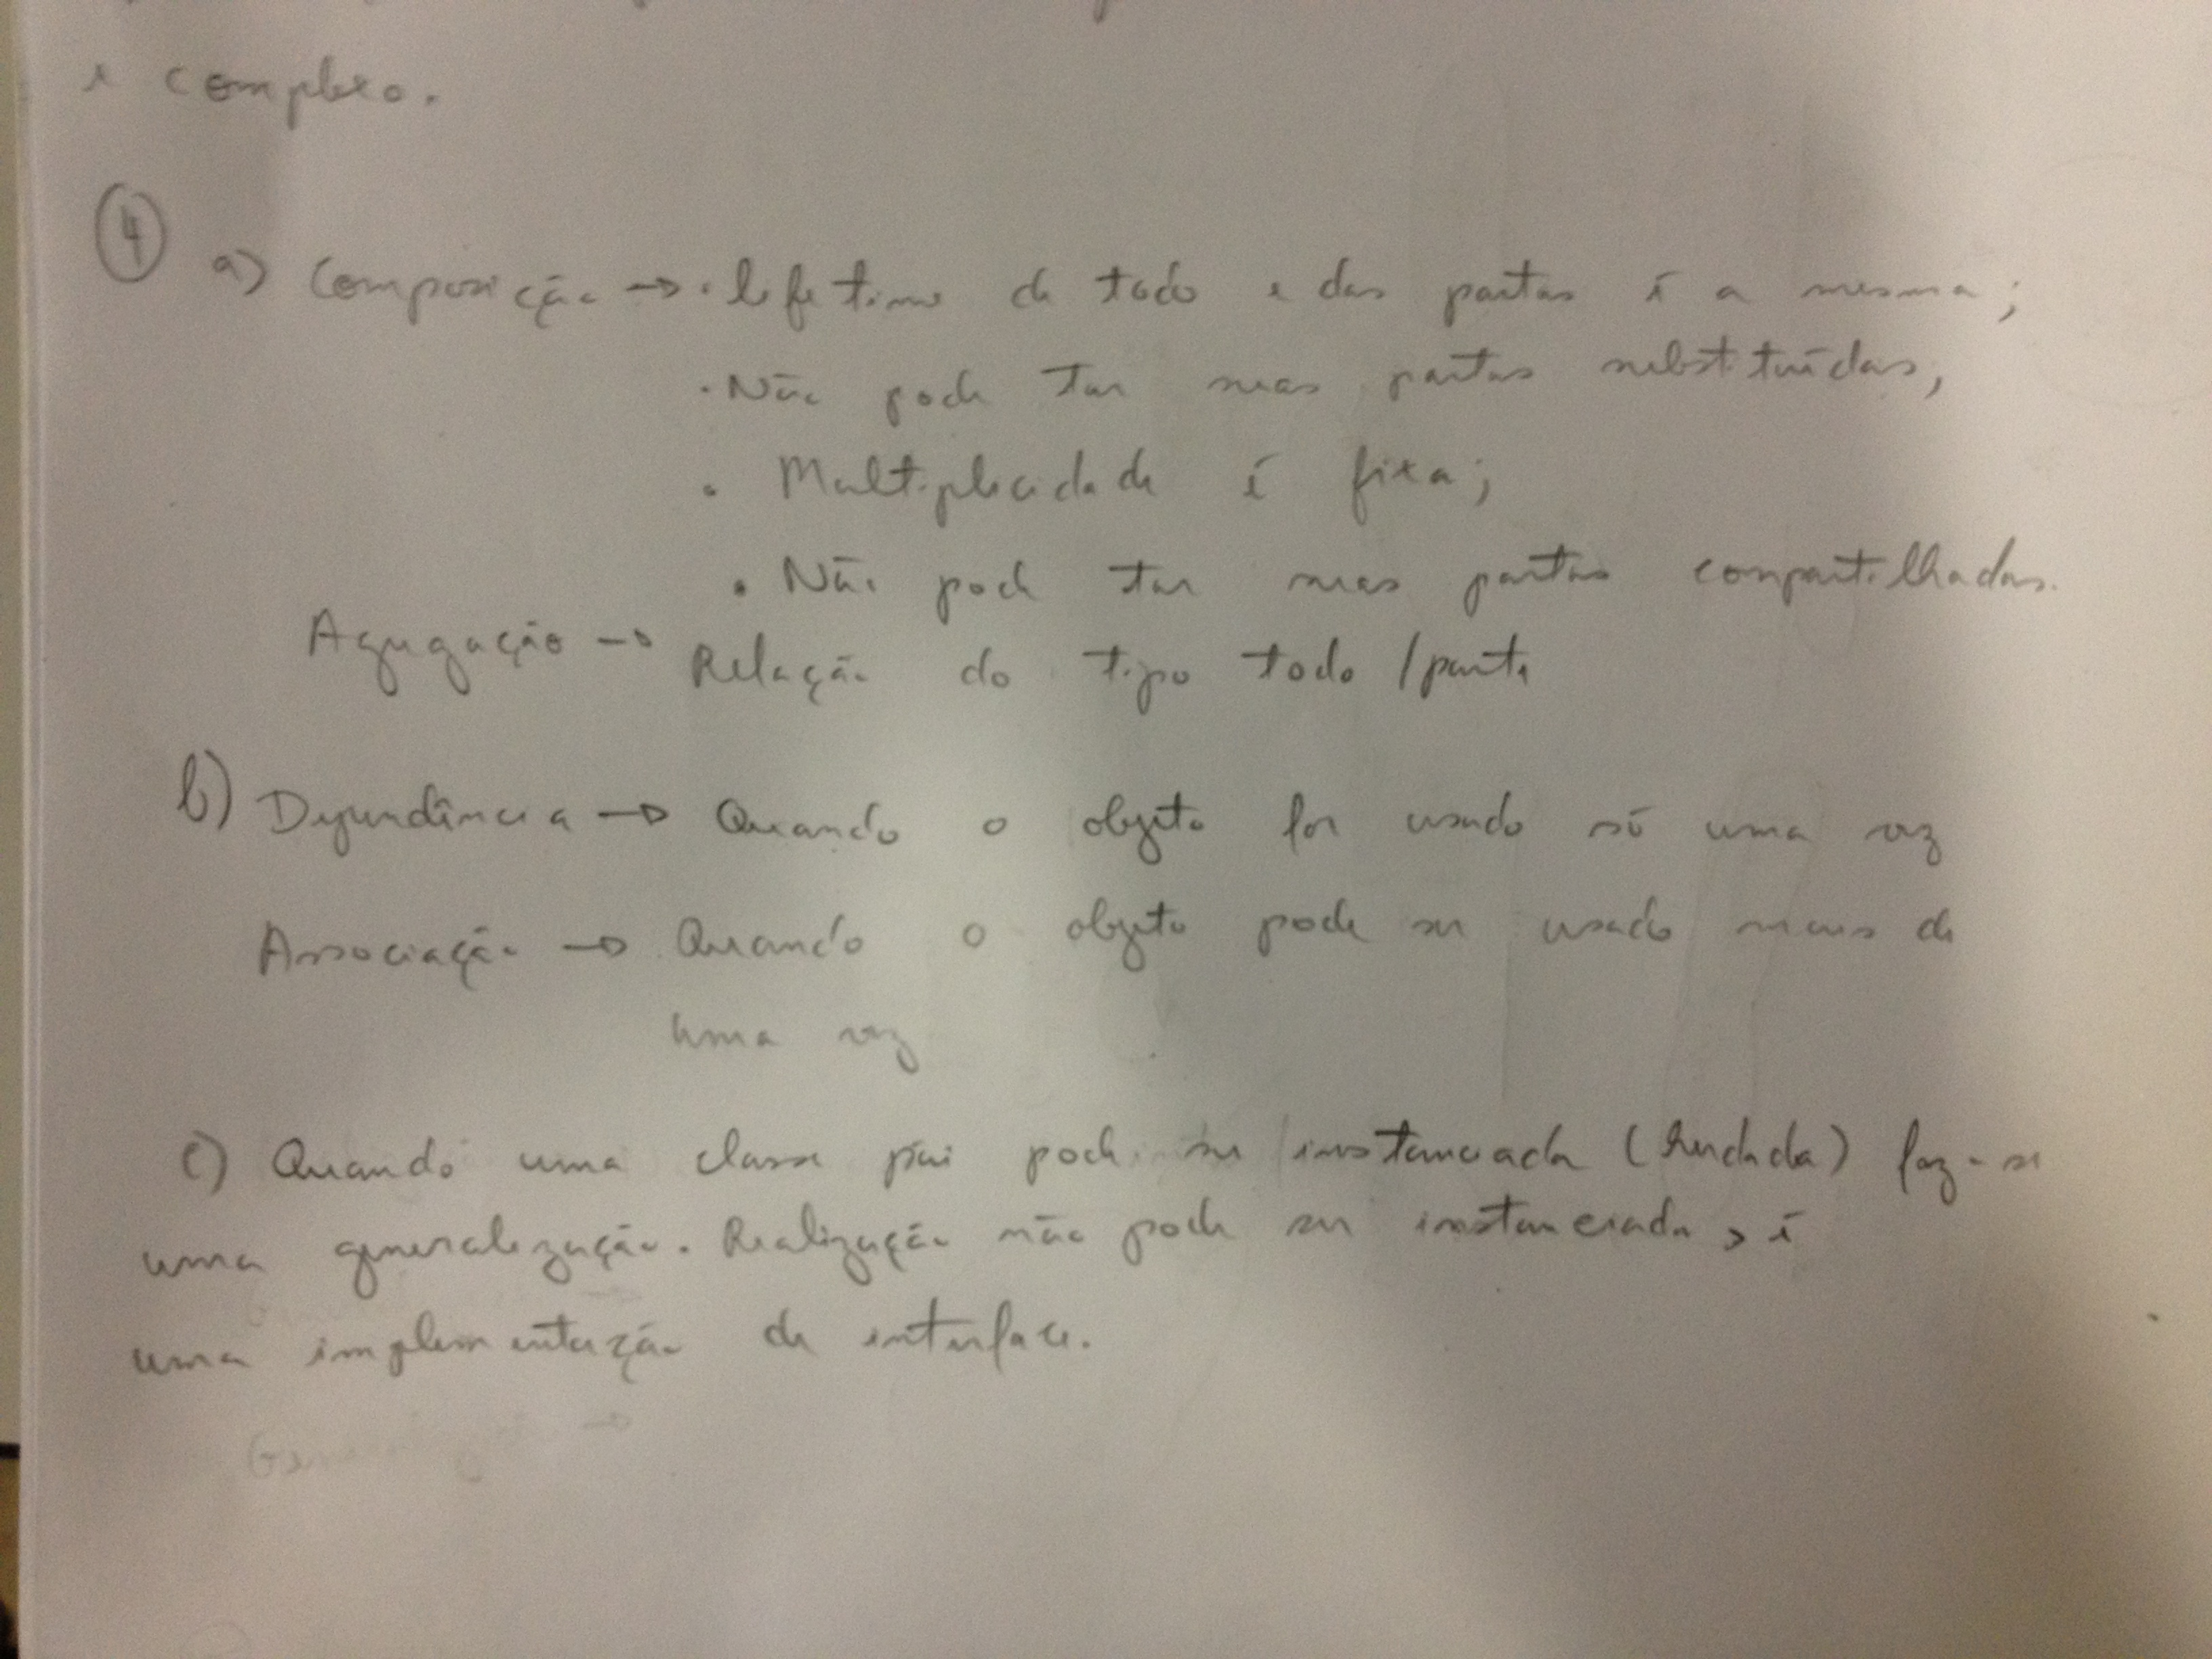 e complexo.
④ a) Composição → • lifetime do todo e das partes é a mesma;
• Não pode ter suas partes substituídas,
• Multiplicidade é fixa;
• Não pode ter suas partes compartilhadas.
Agregação → Relação do tipo todo/parte
b) Dependência → Quando o objeto for usado só uma vez
Associação → Quando o objeto pode ser usado mais de
uma vez
c) Quando uma classe pai pode ser instanciada (herdada) faz-se
uma generalização. Realização não pode ser instanciada, é
uma implementação de interface.